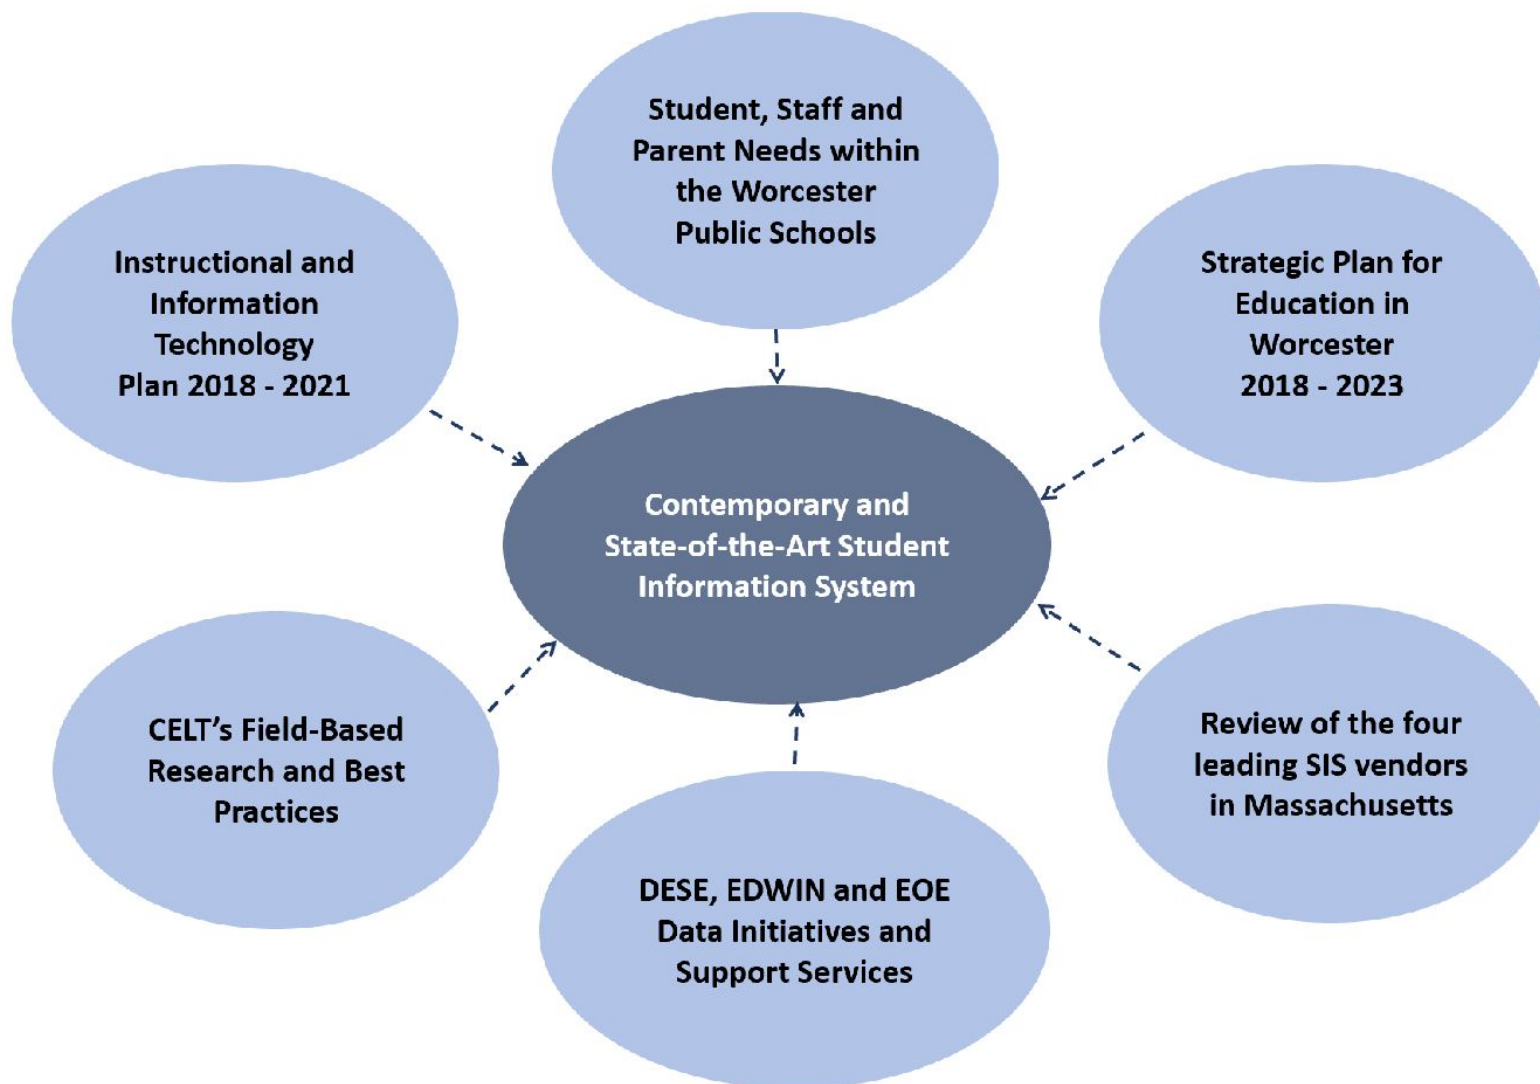 Student, Staff and
Parent Needs within
the Worcester
Public Schools
Instructional and
Information
Technology
Plan 2018 - 2021
Strategic Plan for
Education in
Worcester
2018 - 2023
Contemporary and
State-of-the-Art Student
Information System
CELT’s Field-Based
Research and Best
Practices
Review of the four
leading SIS vendors
in Massachusetts
DESE, EDWIN and EOE
Data Initiatives and
Support Services